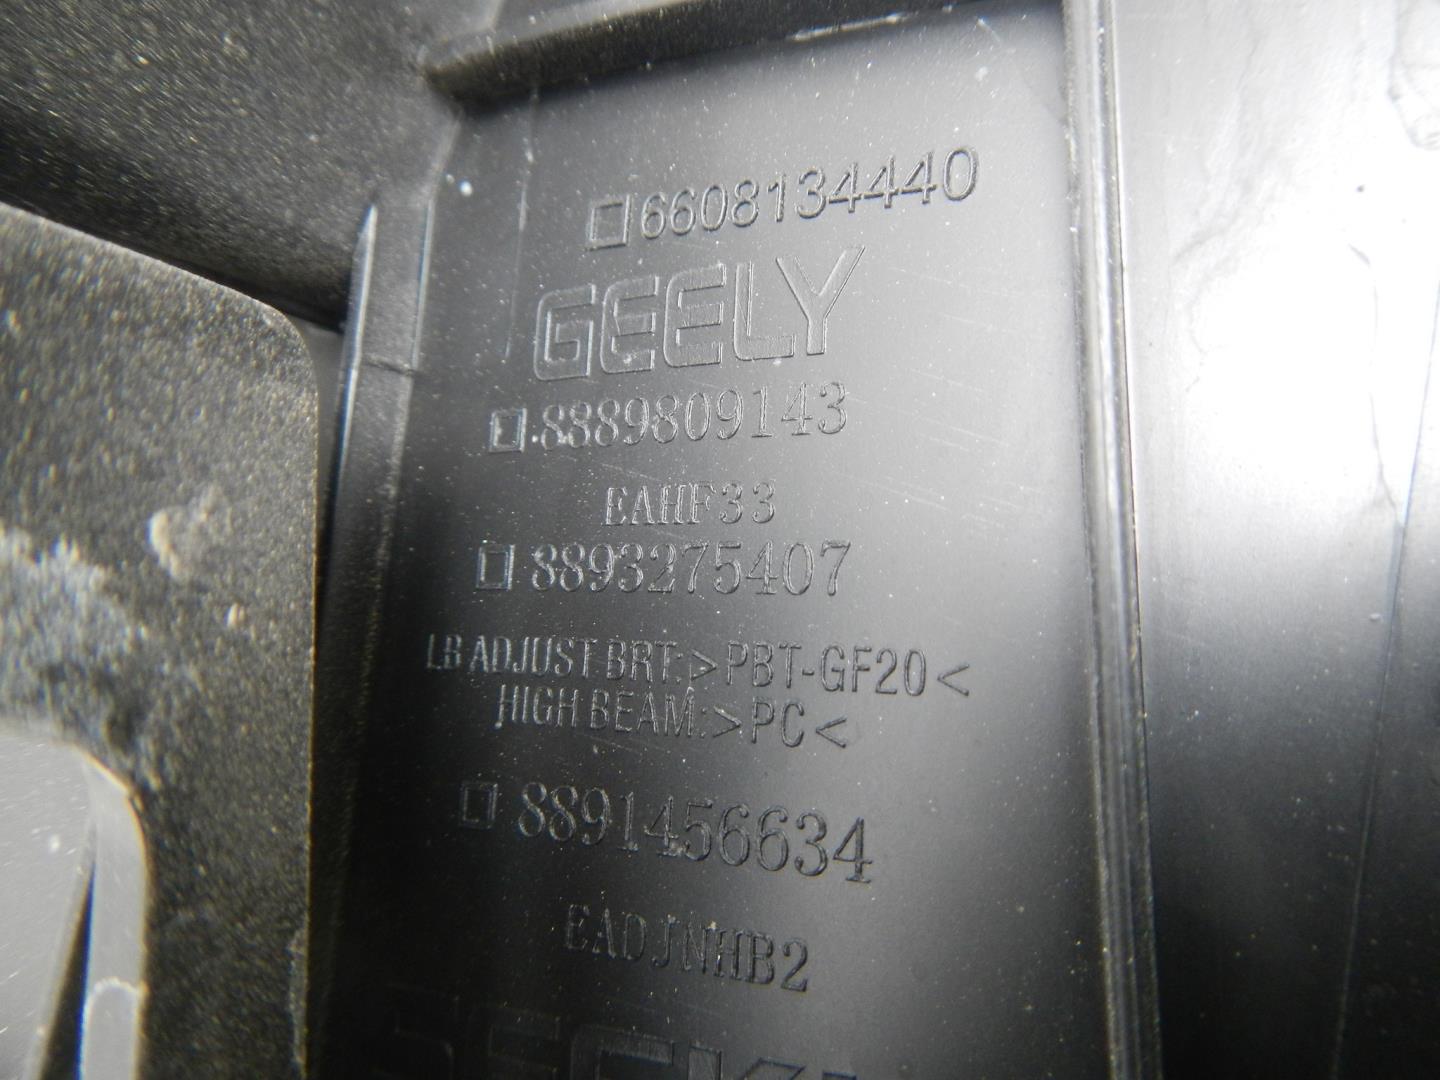 □6608134440
GEELY
□8889809143
EAHF33
□8893275407
LB ADJUST BRT:>PBT-GF20<
HIGH BEAM:>PC<
□8891456634
EADJNHB2